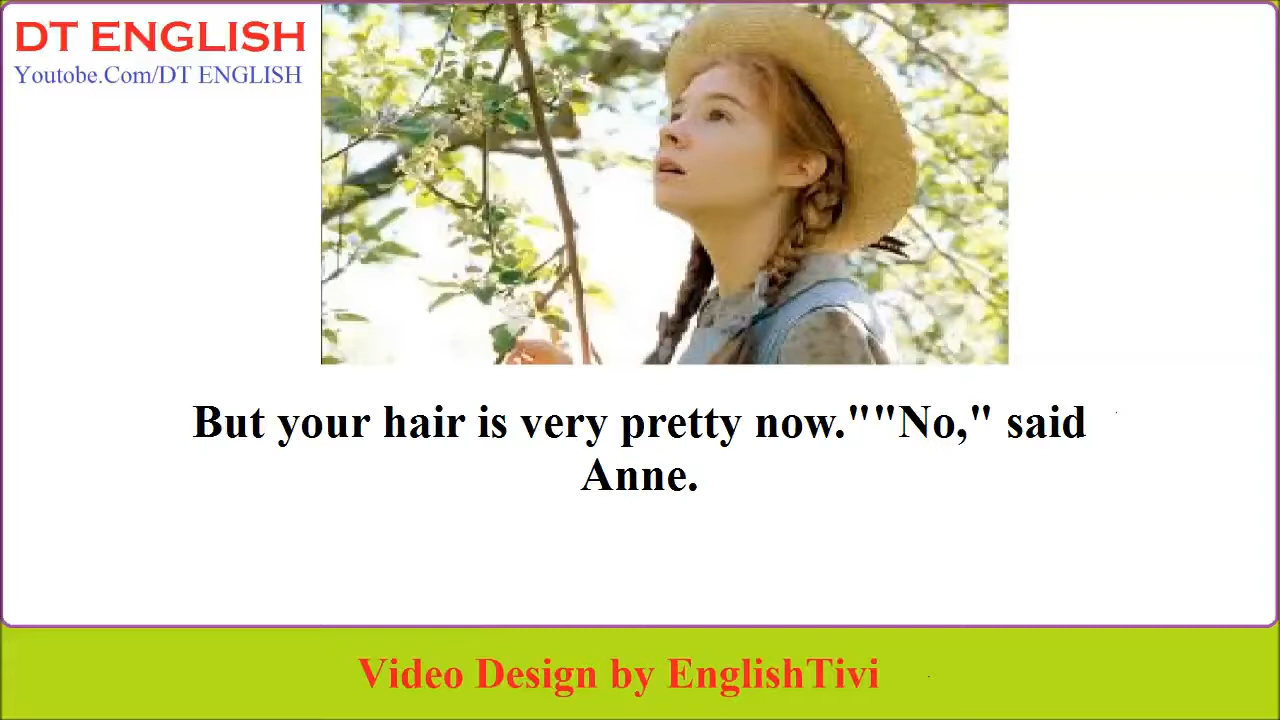 DT ENGLISH
Youtobe.Com/DT ENGLISH
But your hair is very pretty now.""No," said
Anne.
Video Design by EnglishTivi